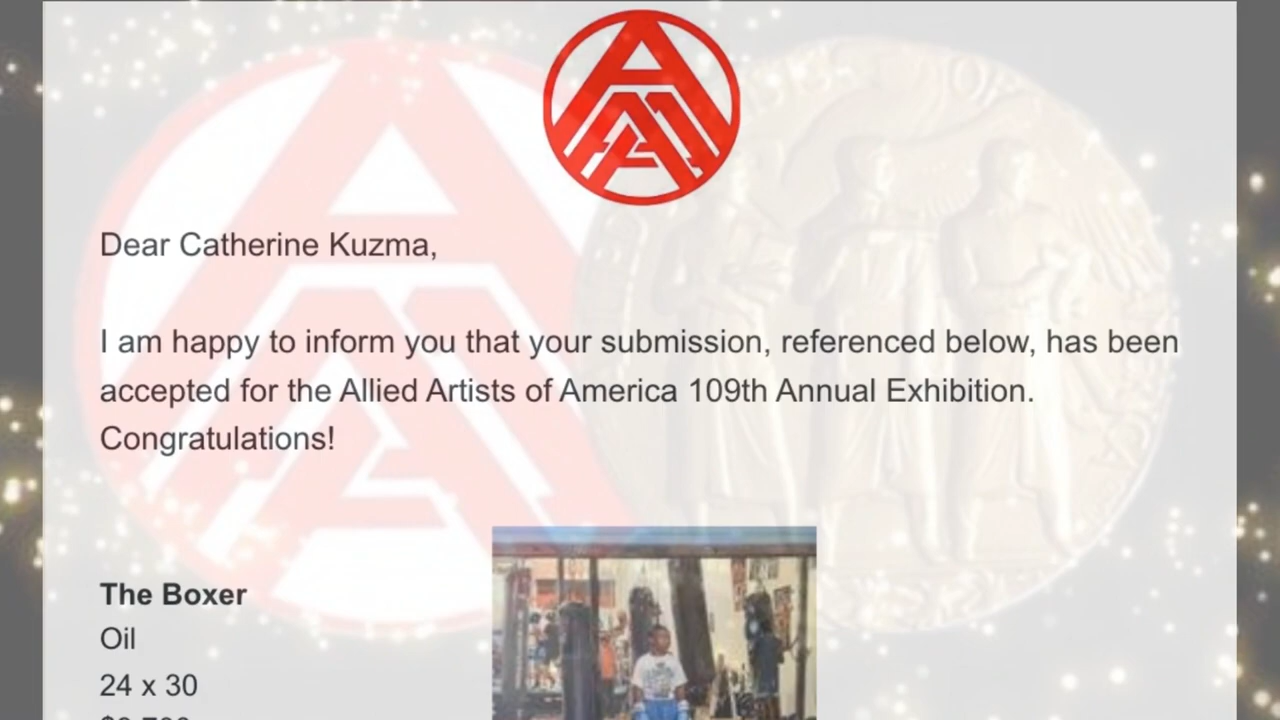 Dear Catherine Kuzma,
I am happy to inform you that your submission, referenced below, has been
accepted for the Allied Artists of America 109th Annual Exhibition.
Congratulations!
The Boxer
Oil
24 x 30